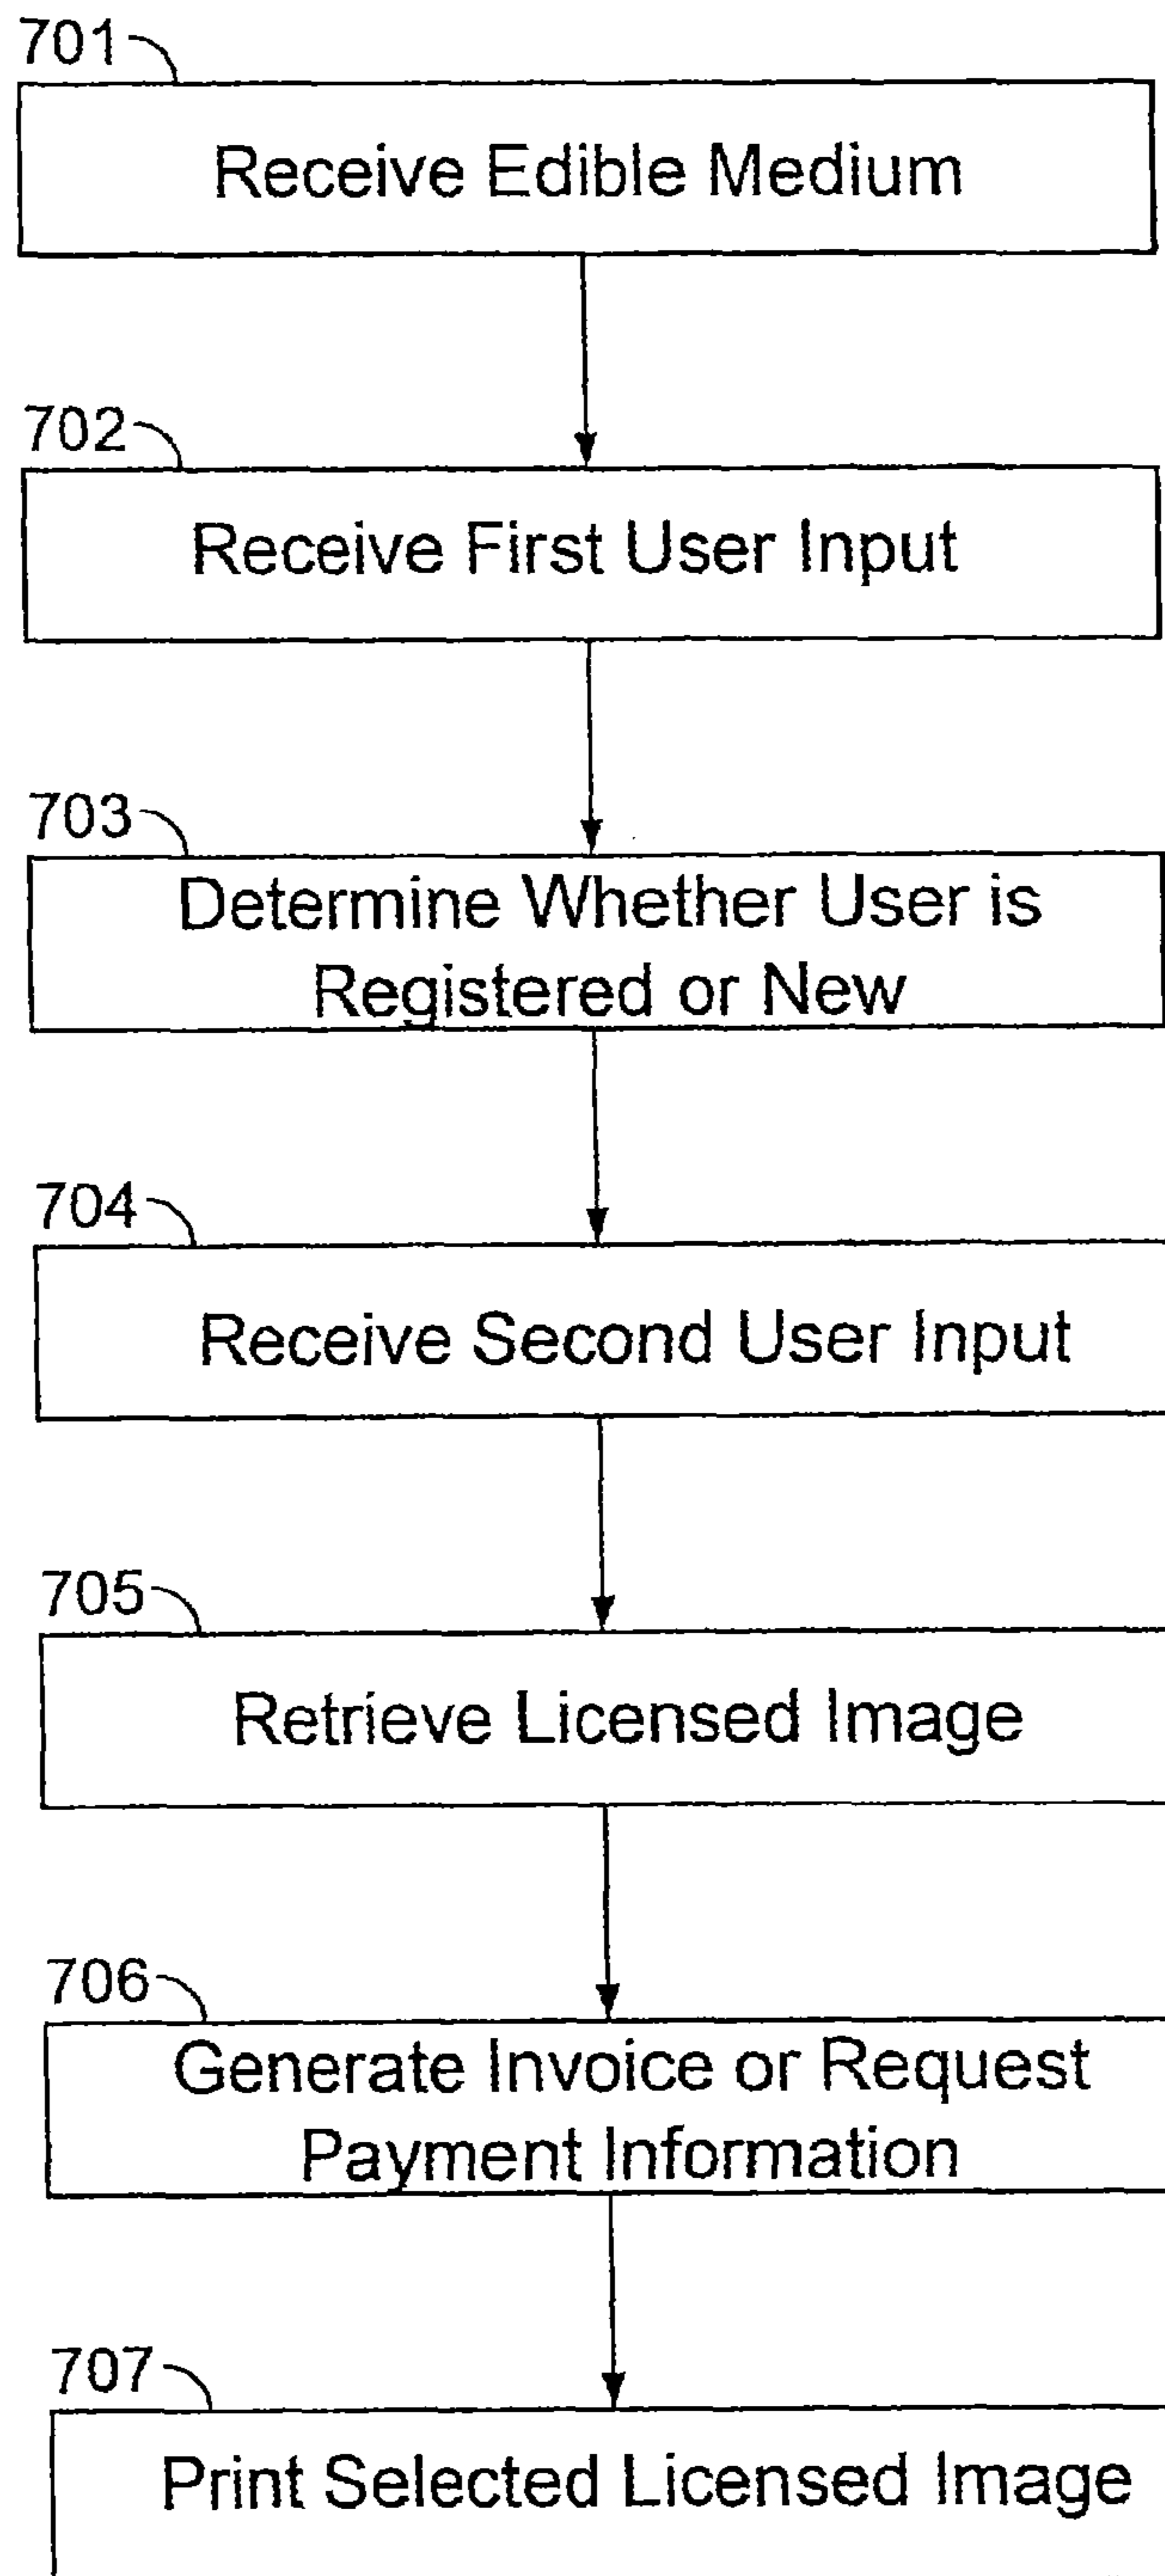 701
Receive Edible Medium
702
Receive First User Input
703
Determine Whether User is
Registered or New
704
Receive Second User Input
705
Retrieve Licensed Image
706
Generate Invoice or Request
Payment Information
707
Print Selected Licensed Image